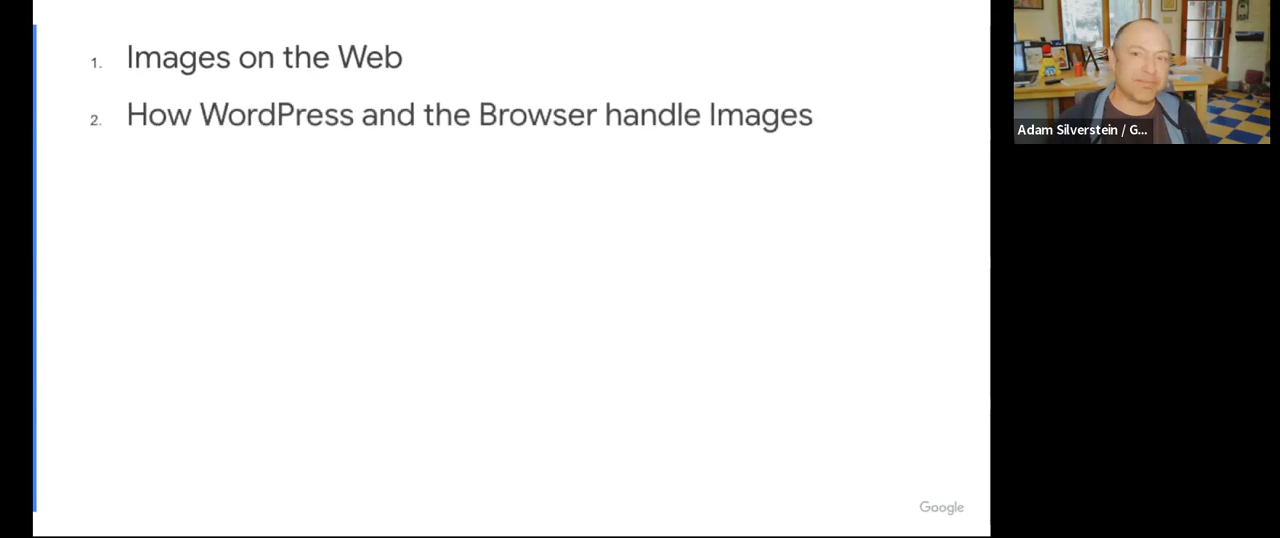 1. Images on the Web
2. How WordPress and the Browser handle Images
Google
Adam Silverstein / G...